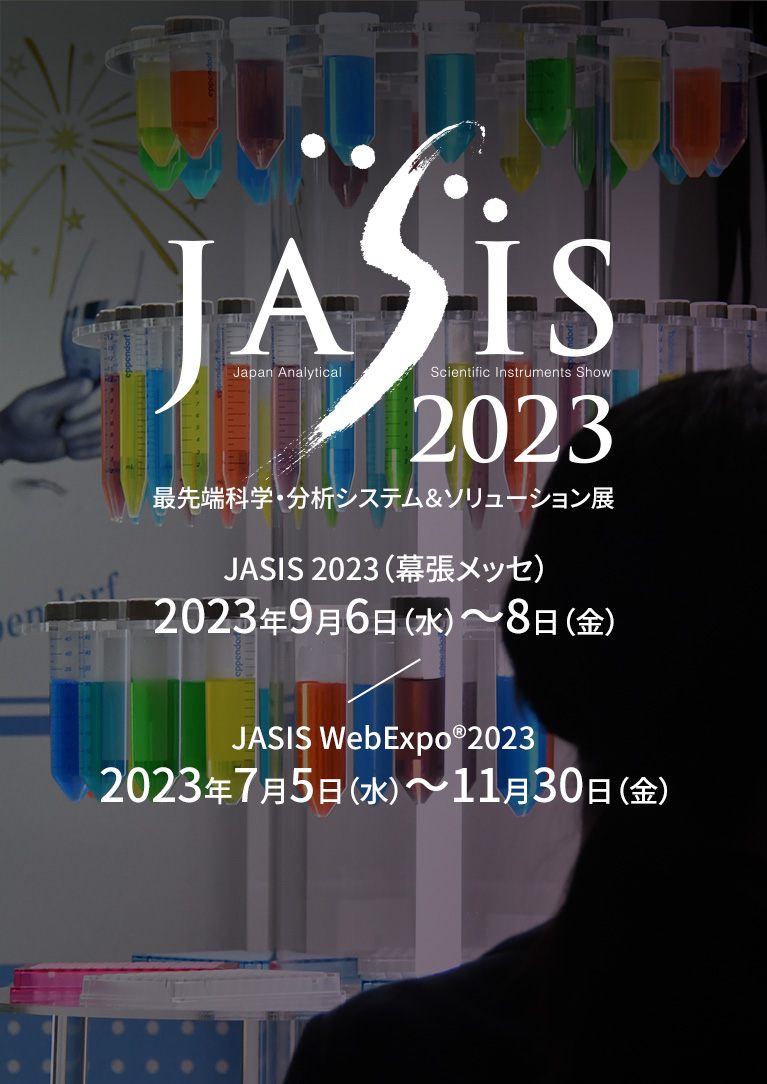 JASIS
Japan Analytical Scientific Instruments Show
2023
最先端科学・分析システム&ソリューション展
JASIS 2023(幕張メッセ)
2023年9月6日(水)〜8日(金)
JASIS WebExpo®2023
2023年7月5日(水)〜11月30日(金)
eppendorf
eppendorf
eppendorf